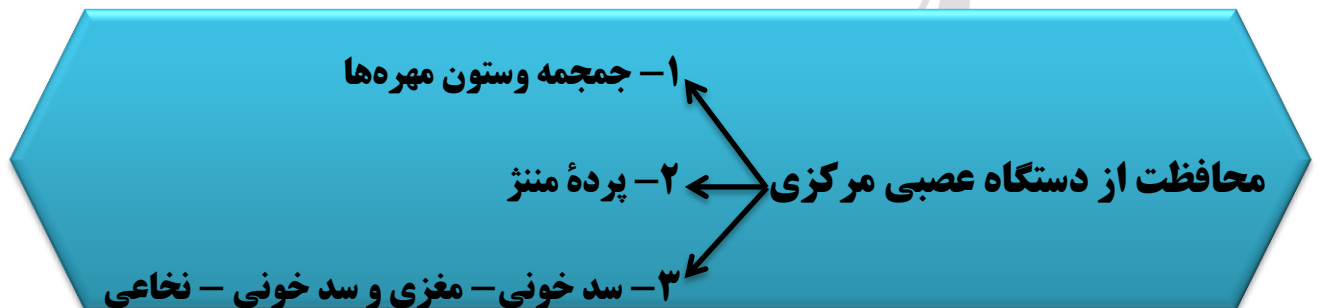 ۱– جمجمه وستون مهره‌ها
محافظت از دستگاه عصبی مرکزی
۲– پردۀ مننژ
۳– سد خونی– مغزی و سد خونی – نخاعی